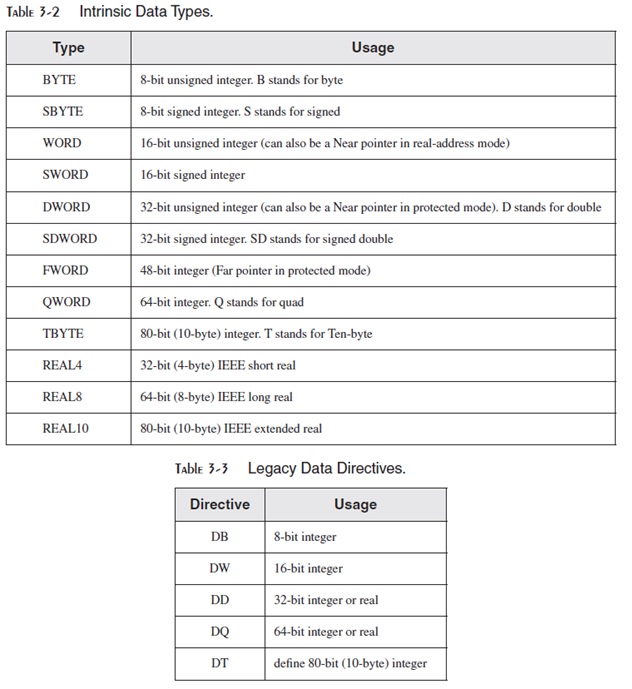 Table 3-2 Intrinsic Data Types.
Type Usage
BYTE 8-bit unsigned integer. B stands for byte
SBYTE 8-bit signed integer. S stands for signed
WORD 16-bit unsigned integer (can also be a Near pointer in real-address mode)
SWORD 16-bit signed integer
DWORD 32-bit unsigned integer (can also be a Near pointer in protected mode). D stands for double
SDWORD 32-bit signed integer. SD stands for signed double
FWORD 48-bit integer (Far pointer in protected mode)
QWORD 64-bit integer. Q stands for quad
TBYTE 80-bit (10-byte) integer. T stands for Ten-byte
REAL4 32-bit (4-byte) IEEE short real
REAL8 64-bit (8-byte) IEEE long real
REAL10 80-bit (10-byte) IEEE extended real
Table 3-3 Legacy Data Directives.
Directive Usage
DB 8-bit integer
DW 16-bit integer
DD 32-bit integer or real
DQ 64-bit integer or real
DT define 80-bit (10-byte) integer